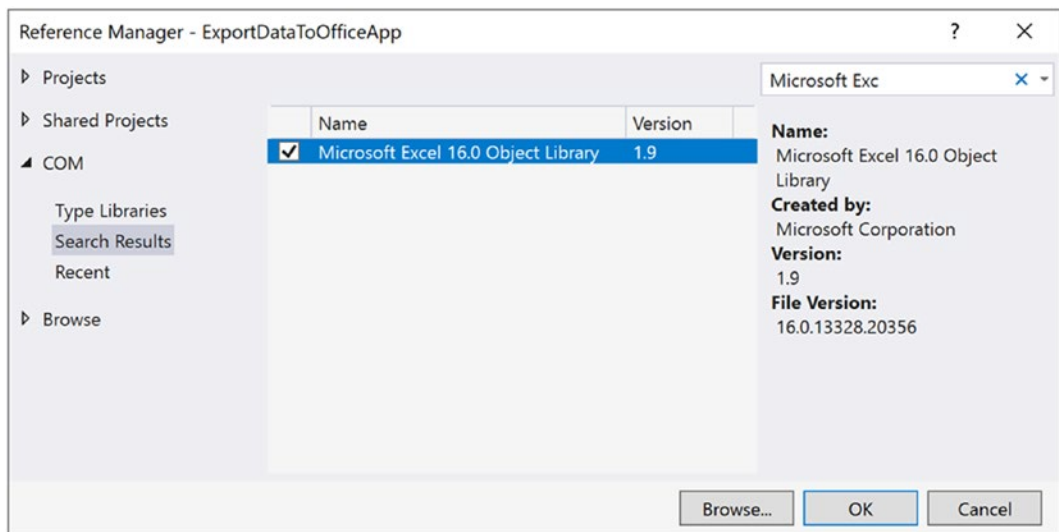 Reference Manager - ExportDataToOfficeApp
?
Projects
Shared Projects
COM
Type Libraries
Search Results
Recent
Browse
Name Version
Microsoft Excel 16.0 Object Library 1.9
Microsoft Exc
Name:
Microsoft Excel 16.0 Object
Library
Created by:
Microsoft Corporation
Version:
1.9
File Version:
16.0.13328.20356
Browse... OK Cancel